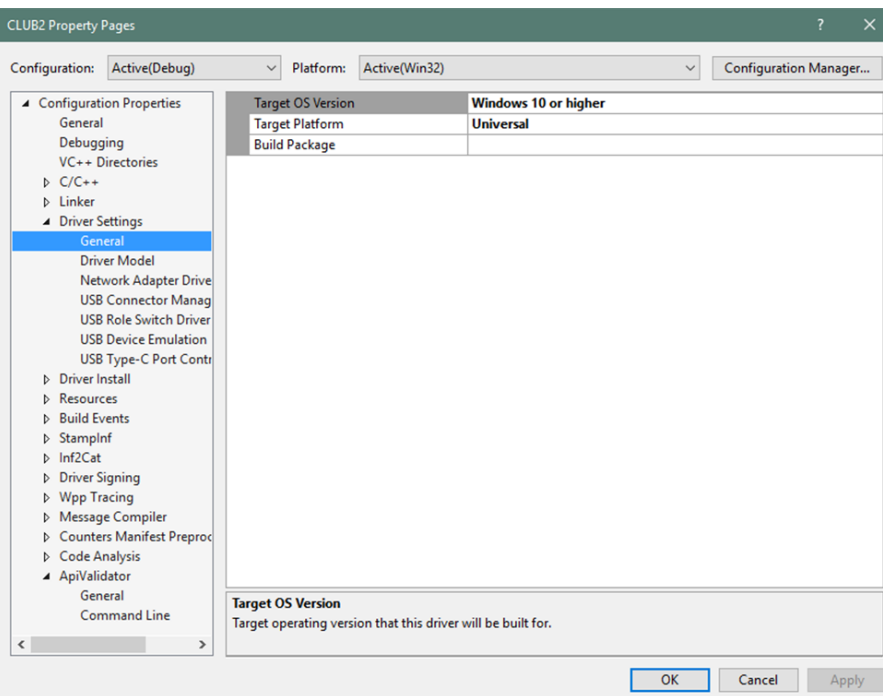 CLUB2 Property Pages
Configuration: Active(Debug) Platform: Active(Win32) Configuration Manager...
Configuration Properties
General
Debugging
VC++ Directories
C/C++
Linker
Driver Settings
General
Driver Model
Network Adapter Drive
USB Connector Manag
USB Role Switch Driver
USB Device Emulation
USB Type-C Port Contr
Driver Install
Resources
Build Events
StampInf
Inf2Cat
Driver Signing
Wpp Tracing
Message Compiler
Counters Manifest Preproc
Code Analysis
ApiValidator
General
Command Line
Target OS Version Windows 10 or higher
Target Platform Universal
Build Package
Target OS Version
Target operating version that this driver will be built for.
OK Cancel Apply